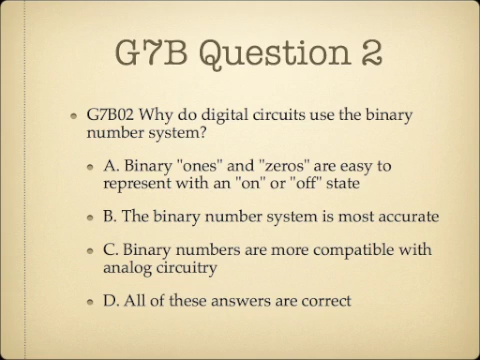 G7B Question 2
G7B02 Why do digital circuits use the binary
number system?
A. Binary "ones" and "zeros" are easy to
represent with an "on" or "off" state
B. The binary number system is most accurate
C. Binary numbers are more compatible with
analog circuitry
D. All of these answers are correct